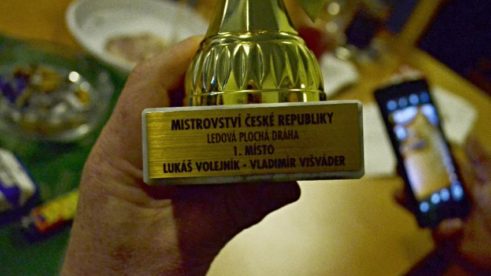 MISTROVSTVÍ ČESKÉ REPUBLIKY
LEDOVÁ PLOCHÁ DRÁHA
1. MÍSTO
LUKÁŠ VOLEJNÍK - VLADIMÍR VIŠVÁDER